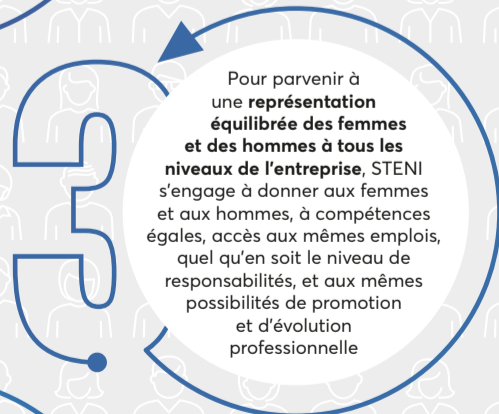 3
Pour parvenir à
une représentation
équilibrée des femmes
et des hommes à tous les
niveaux de l'entreprise, STENI
s'engage à donner aux femmes
et aux hommes, à compétences
égales, accès aux mêmes emplois,
quel qu'en soit le niveau de
responsabilités, et aux mêmes
possibilités de promotion
et d'évolution
professionnelle